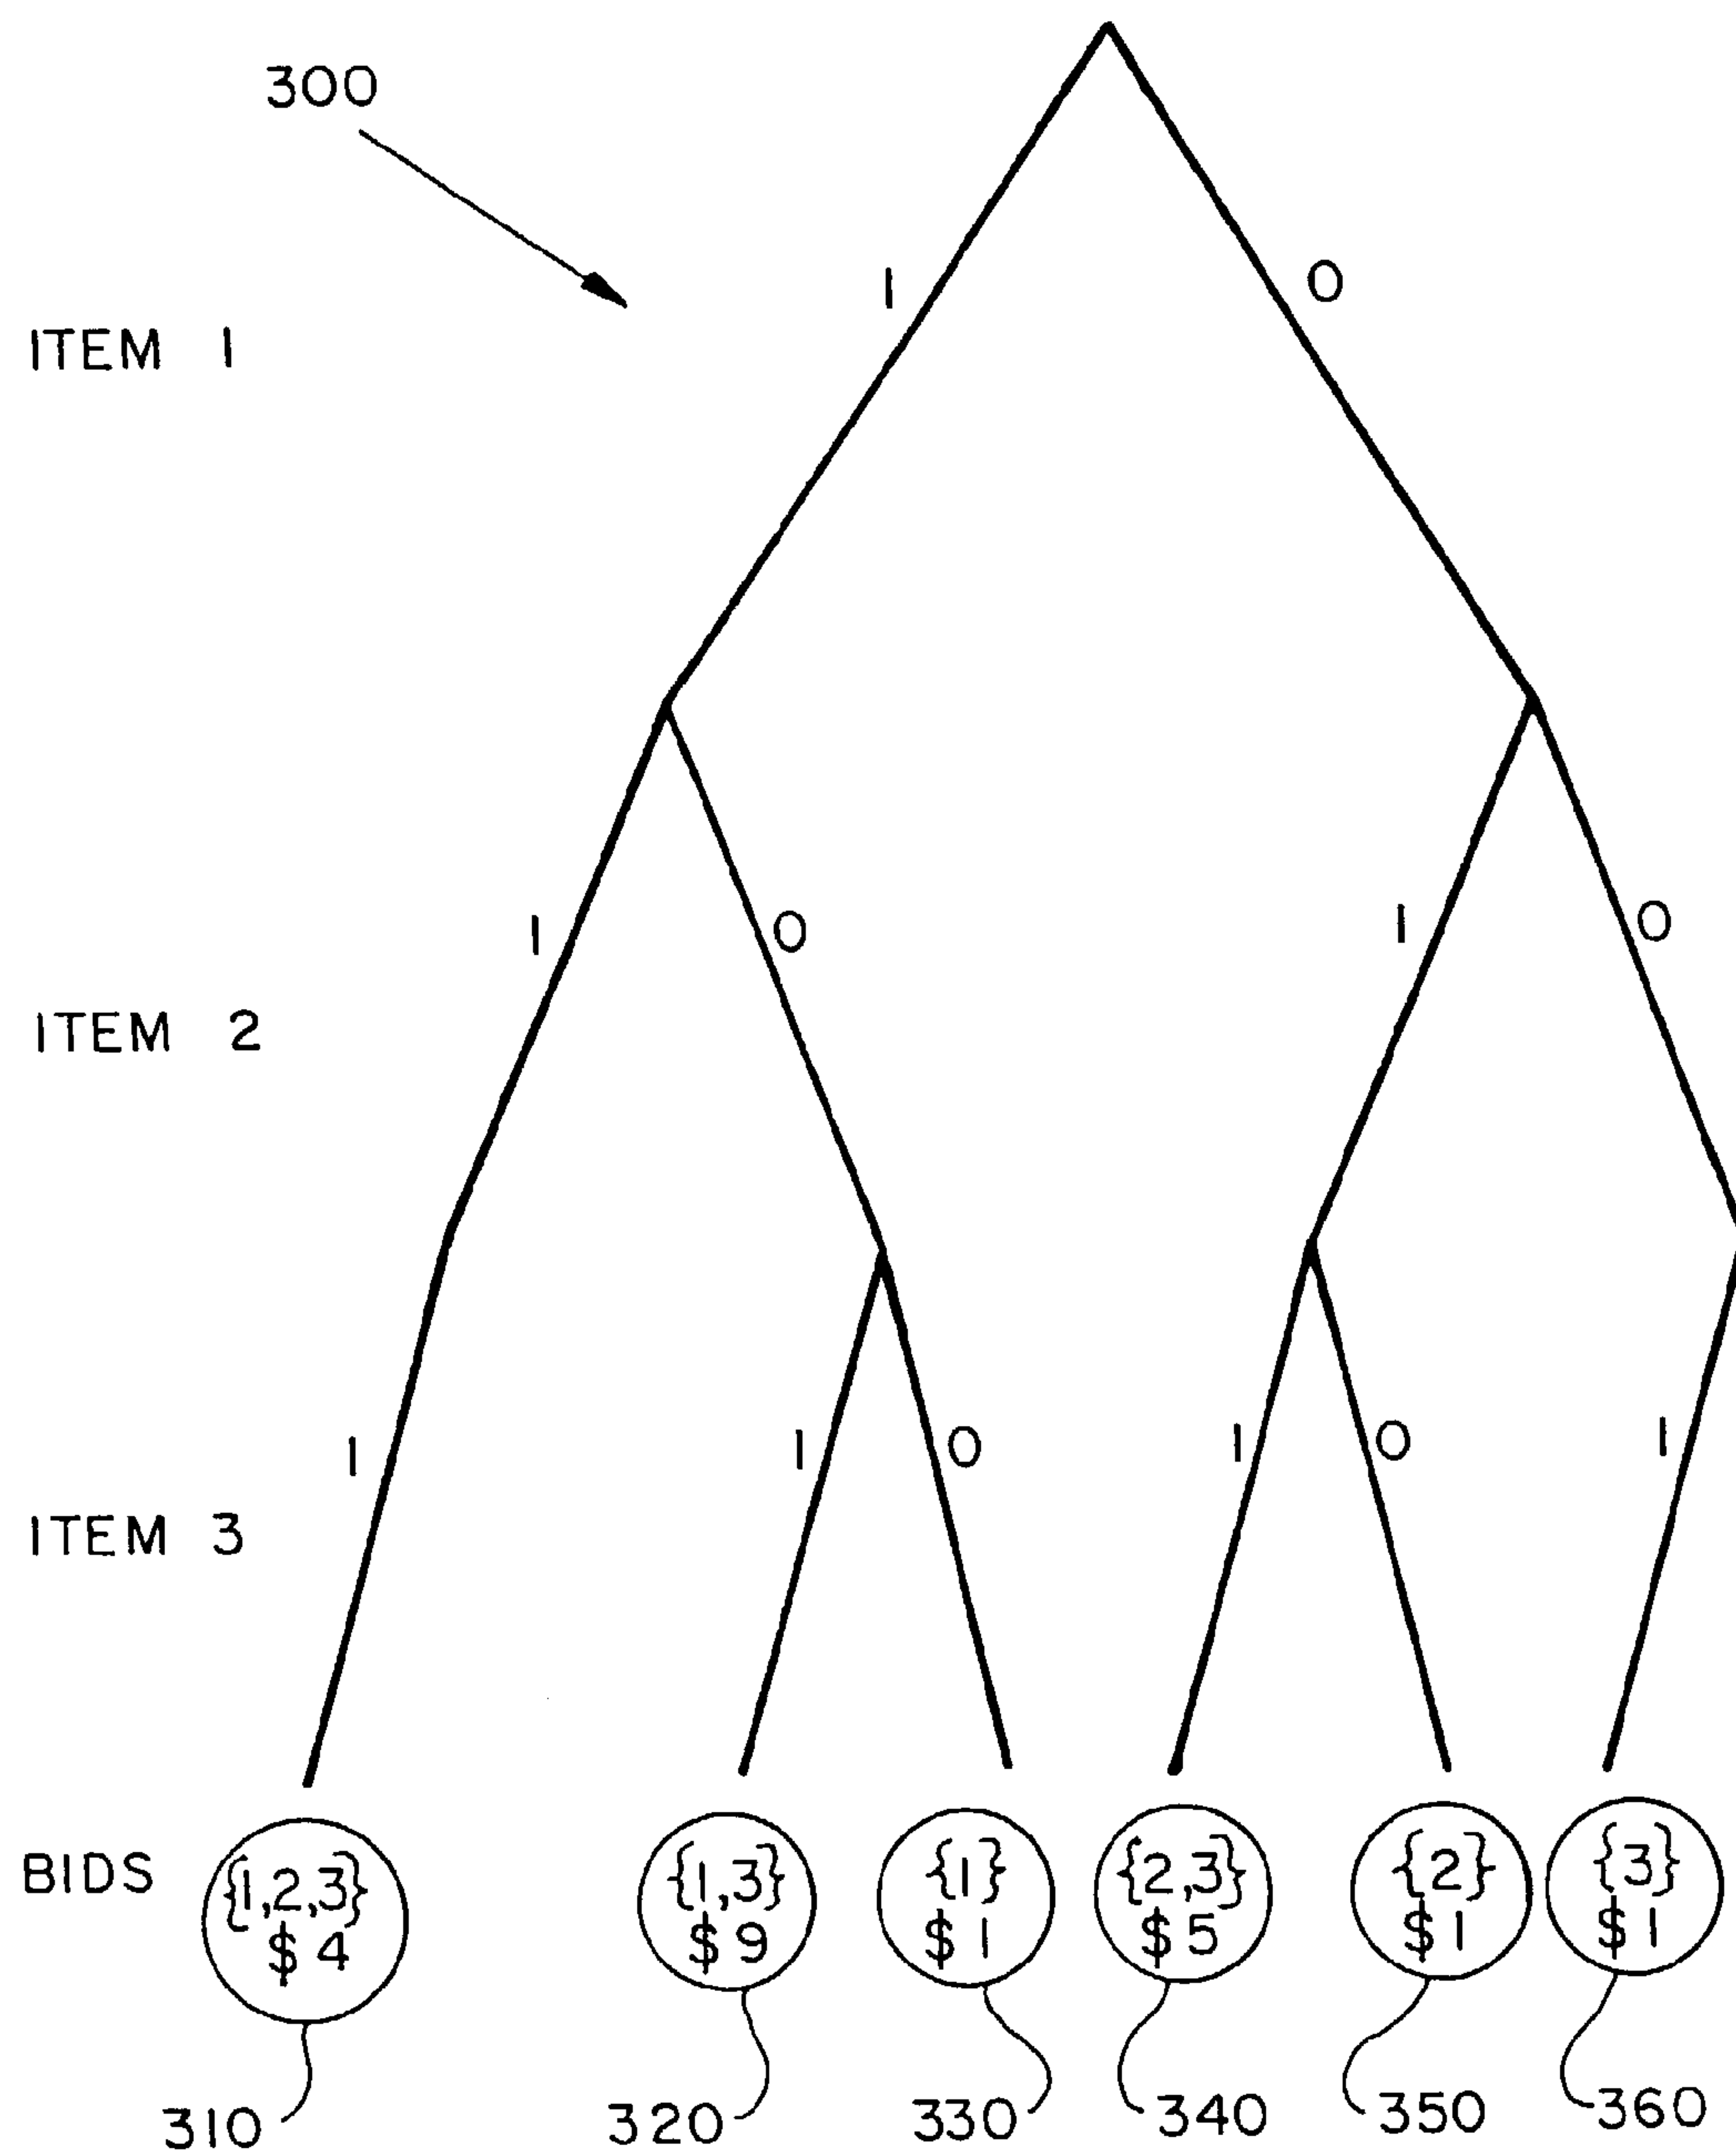 300
1 0
ITEM 1
1 0 1 0
ITEM 2
1 1 0 1 0 1
ITEM 3
BIDS
{1,2,3} {1,3} {1} {2,3} {2} {3}
$4 $9 $1 $5 $1 $1
310 320 330 340 350 360